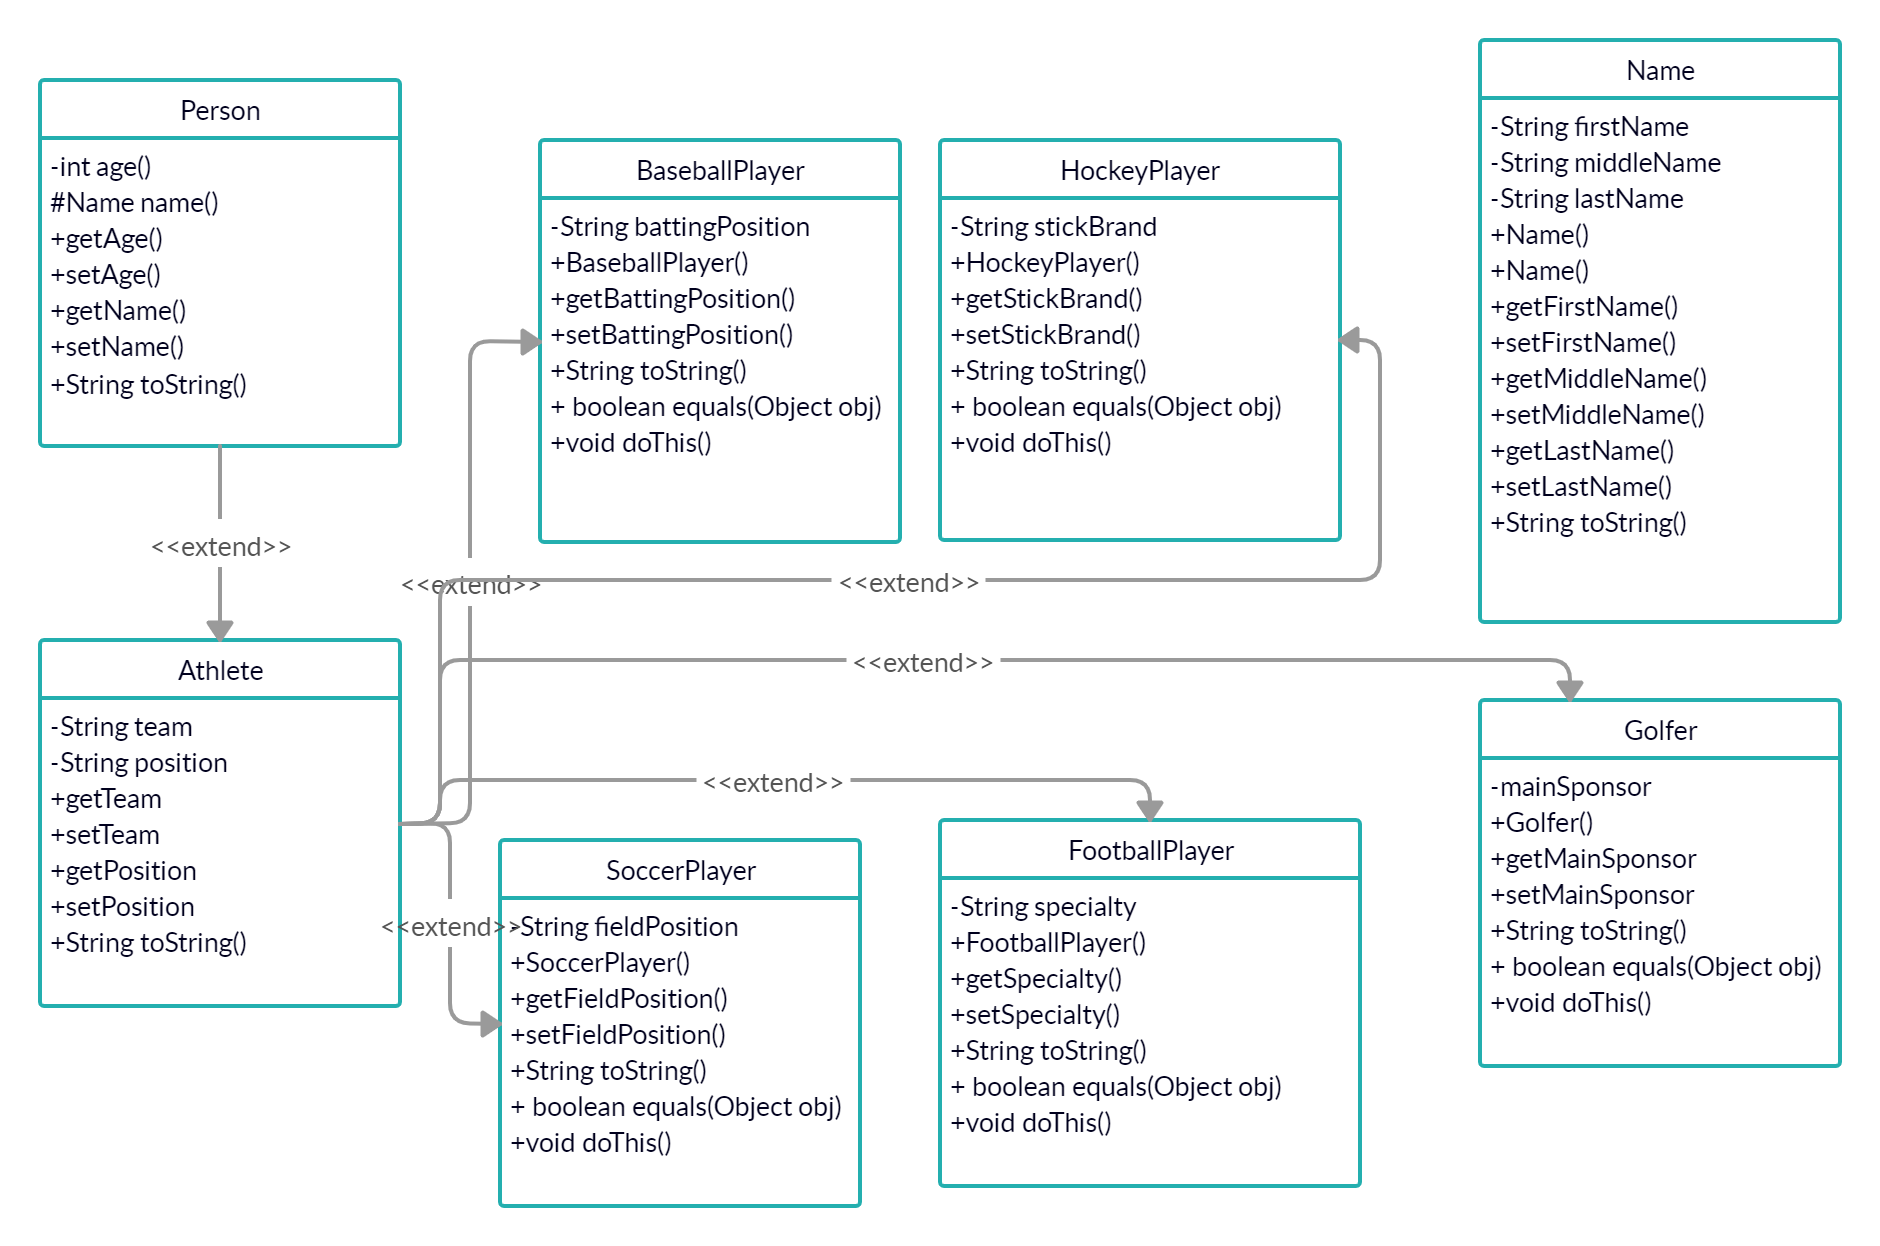 Person
-int age()
#Name name()
+getAge()
+setAge()
+getName()
+setName()
+String toString()
<<extend>>
Athlete
-String team
-String position
+getTeam
+setTeam
+getPosition
+setPosition
+String toString()
BaseballPlayer
-String battingPosition
+BaseballPlayer()
+getBattingPosition()
+setBattingPosition()
+String toString()
+ boolean equals(Object obj)
+void doThis()
HockeyPlayer
-String stickBrand
+HockeyPlayer()
+getStickBrand()
+setStickBrand()
+String toString()
+ boolean equals(Object obj)
+void doThis()
Name
-String firstName
-String middleName
-String lastName
+Name()
+Name()
+getFirstName()
+setFirstName()
+getMiddleName()
+setMiddleName()
+getLastName()
+setLastName()
+String toString()
<<extend>>
<<extend>>
<<extend>>
<<extend>>
<<extend>>
SoccerPlayer
-String fieldPosition
+SoccerPlayer()
+getFieldPosition()
+setFieldPosition()
+String toString()
+ boolean equals(Object obj)
+void doThis()
FootballPlayer
-String specialty
+FootballPlayer()
+getSpecialty()
+setSpecialty()
+String toString()
+ boolean equals(Object obj)
+void doThis()
Golfer
-mainSponsor
+Golfer()
+getMainSponsor
+setMainSponsor
+String toString()
+ boolean equals(Object obj)
+void doThis()